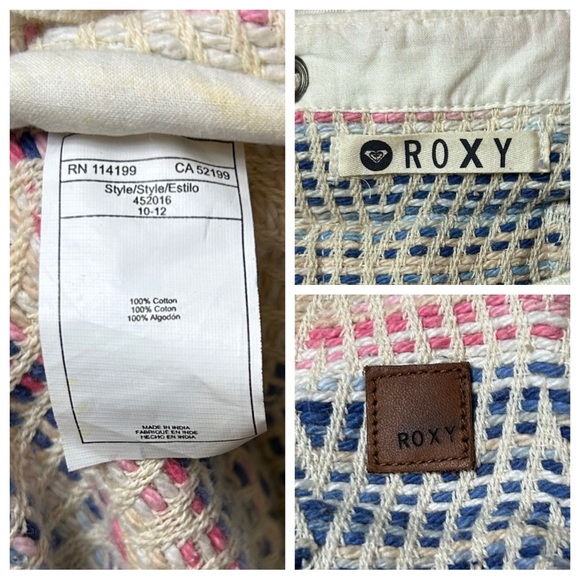 RN 114199 CA 52199
Style/Style/Estilo
452016
10-12
100% Cotton
100% Coton
100% Algodón
MADE IN INDIA
FABRIQUE EN INDE
HECHO EN INDIA
ROXY
ROXY